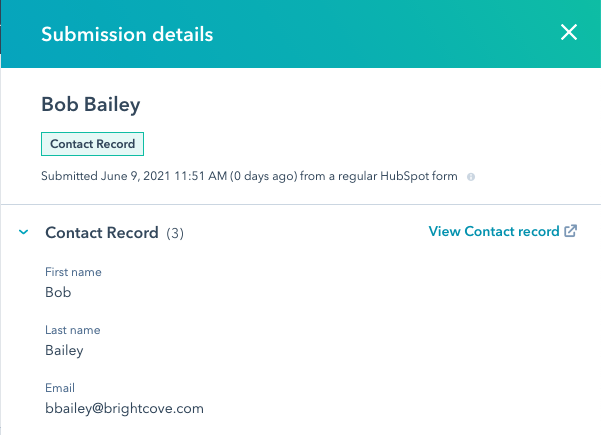 Submission details
Bob Bailey
Contact Record
Submitted June 9, 2021 11:51 AM (0 days ago) from a regular HubSpot form
Contact Record (3) View Contact record
First name
Bob
Last name
Bailey
Email
bbailey@brightcove.com